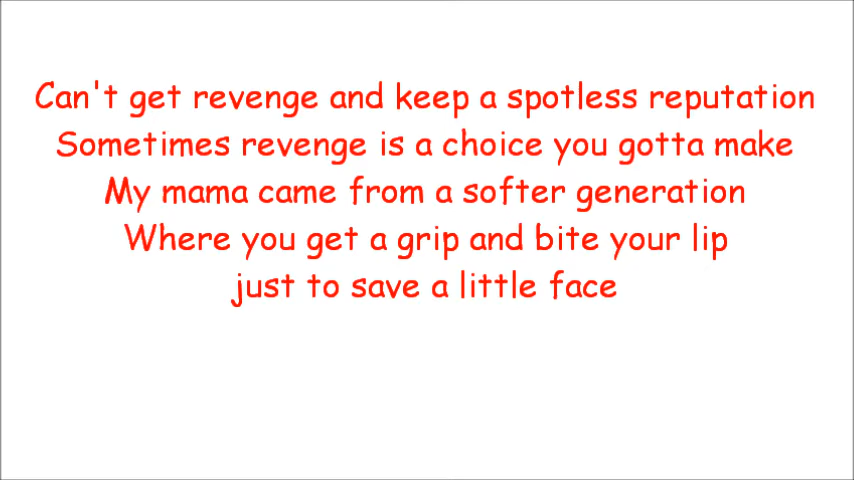 Can't get revenge and keep a spotless reputation
Sometimes revenge is a choice you gotta make
My mama came from a softer generation
Where you get a grip and bite your lip
just to save a little face